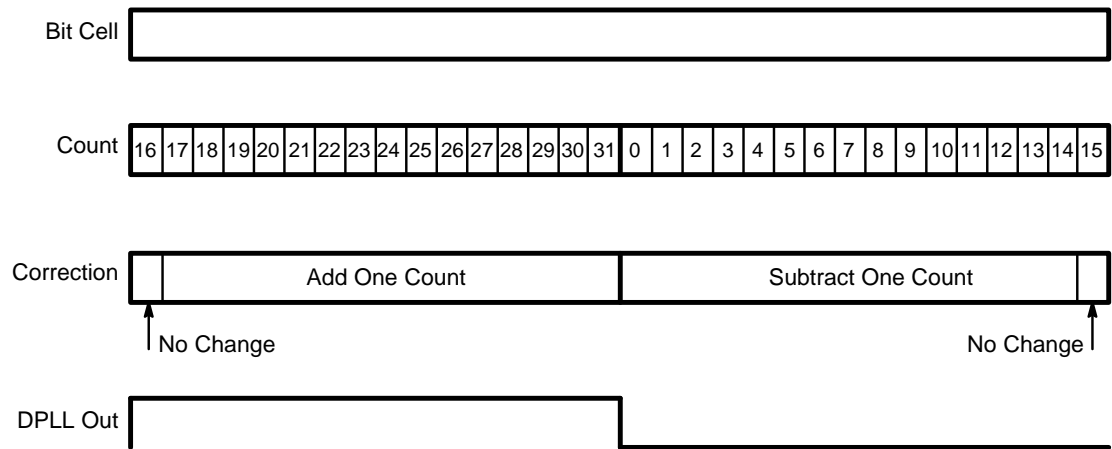 Bit Cell
Count 16 17 18 19 20 21 22 23 24 25 26 27 28 29 30 31 0 1 2 3 4 5 6 7 8 9 10 11 12 13 14 15
Correction Add One Count Subtract One Count
No Change No Change
DPLL Out